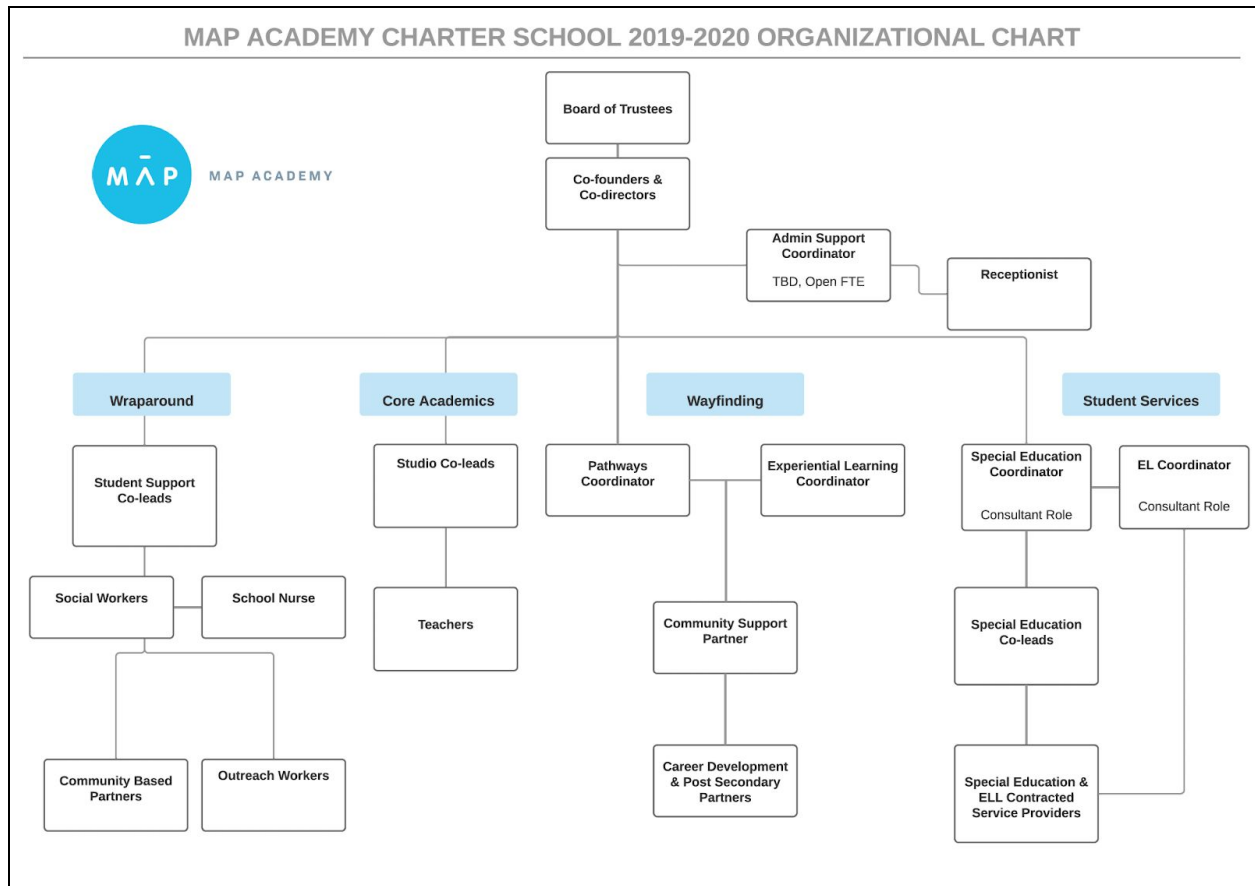 MAP ACADEMY CHARTER SCHOOL 2019-2020 ORGANIZATIONAL CHART
Board of Trustees
MĀP
MAP ACADEMY
Co-founders &
Co-directors
Admin Support
Coordinator
TBD, Open FTE
Receptionist
Wraparound
Core Academics
Wayfinding
Student Services
Student Support
Co-leads
Studio Co-leads
Pathways
Coordinator
Experiential Learning
Coordinator
Special Education
Coordinator
Consultant Role
EL Coordinator
Consultant Role
Social Workers
School Nurse
Teachers
Community Support
Partner
Special Education
Co-leads
Community Based
Partners
Outreach Workers
Career Development
& Post Secondary
Partners
Special Education &
ELL Contracted
Service Providers